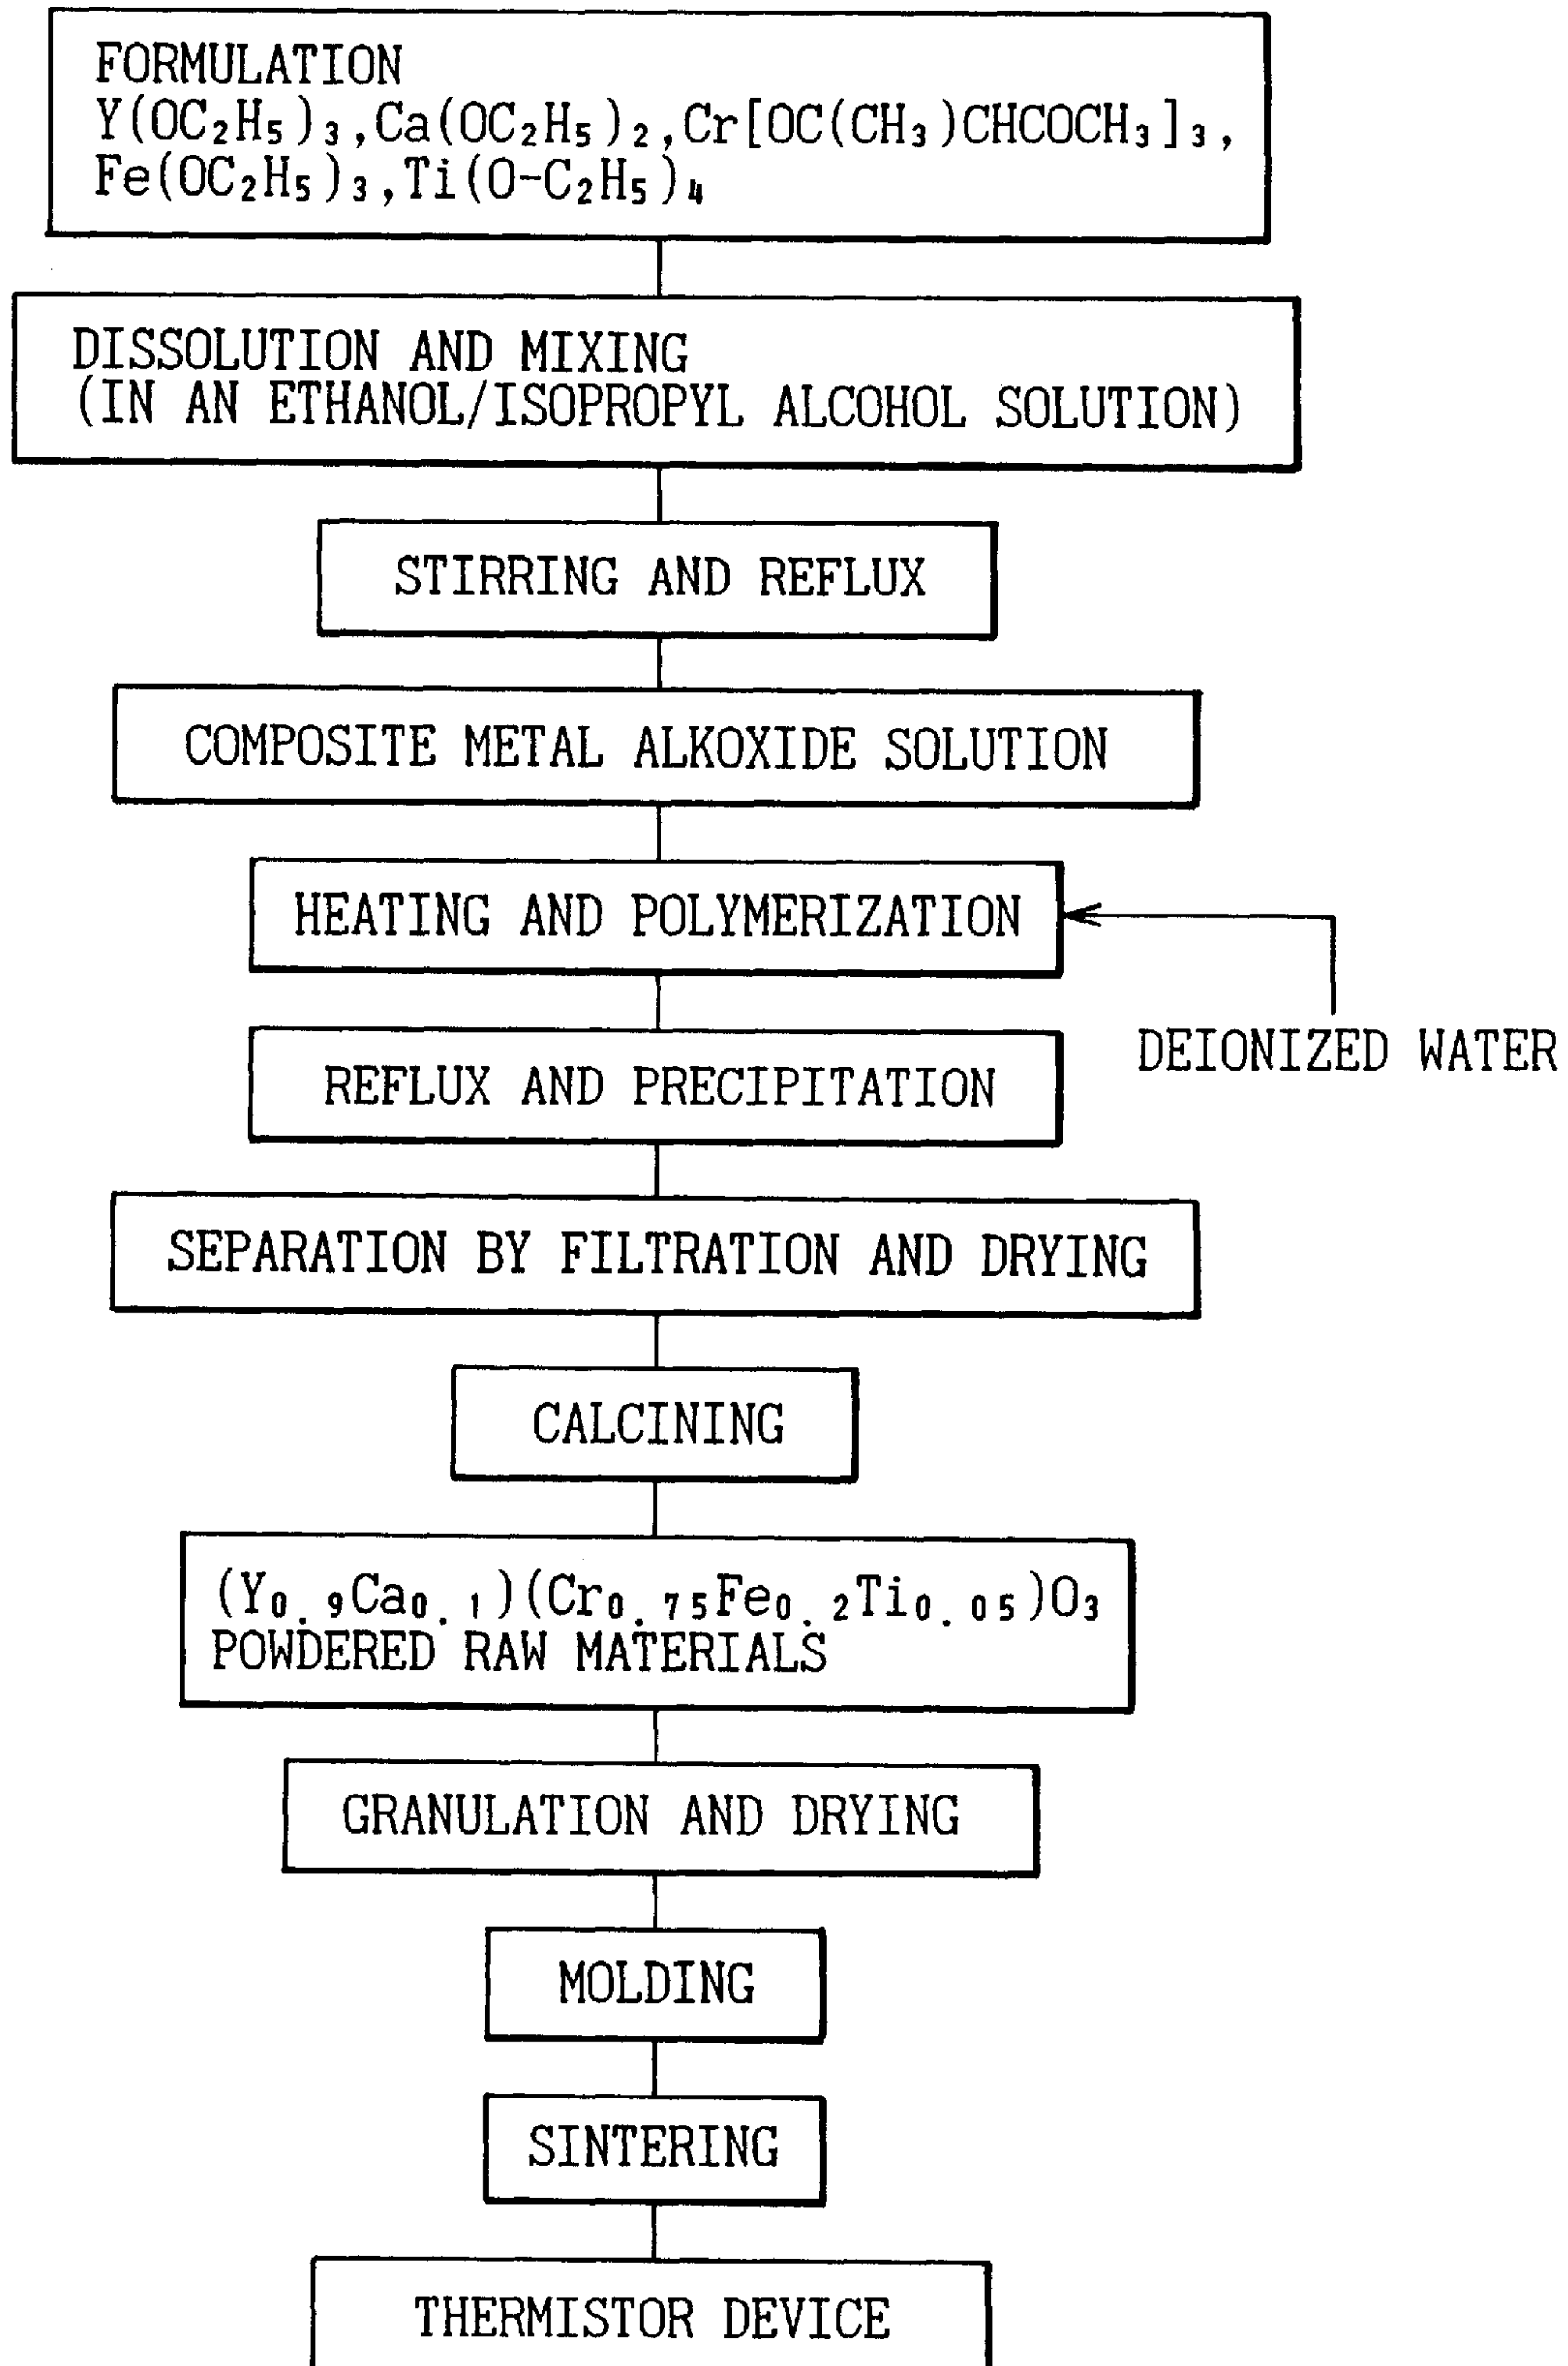 FORMULATION
Y(OC₂H₅)₃,Ca(OC₂H₅)₂,Cr[OC(CH₃)CHCOCH₃]₃,
Fe(OC₂H₅)₃,Ti(O-C₂H₅)₄
DISSOLUTION AND MIXING
(IN AN ETHANOL/ISOPROPYL ALCOHOL SOLUTION)
STIRRING AND REFLUX
COMPOSITE METAL ALKOXIDE SOLUTION
HEATING AND POLYMERIZATION
DEIONIZED WATER
REFLUX AND PRECIPITATION
SEPARATION BY FILTRATION AND DRYING
CALCINING
(Y₀.₉Ca₀.₁)(Cr₀.₇₅Fe₀.₂Ti₀.₀₅)O₃
POWDERED RAW MATERIALS
GRANULATION AND DRYING
MOLDING
SINTERING
THERMISTOR DEVICE